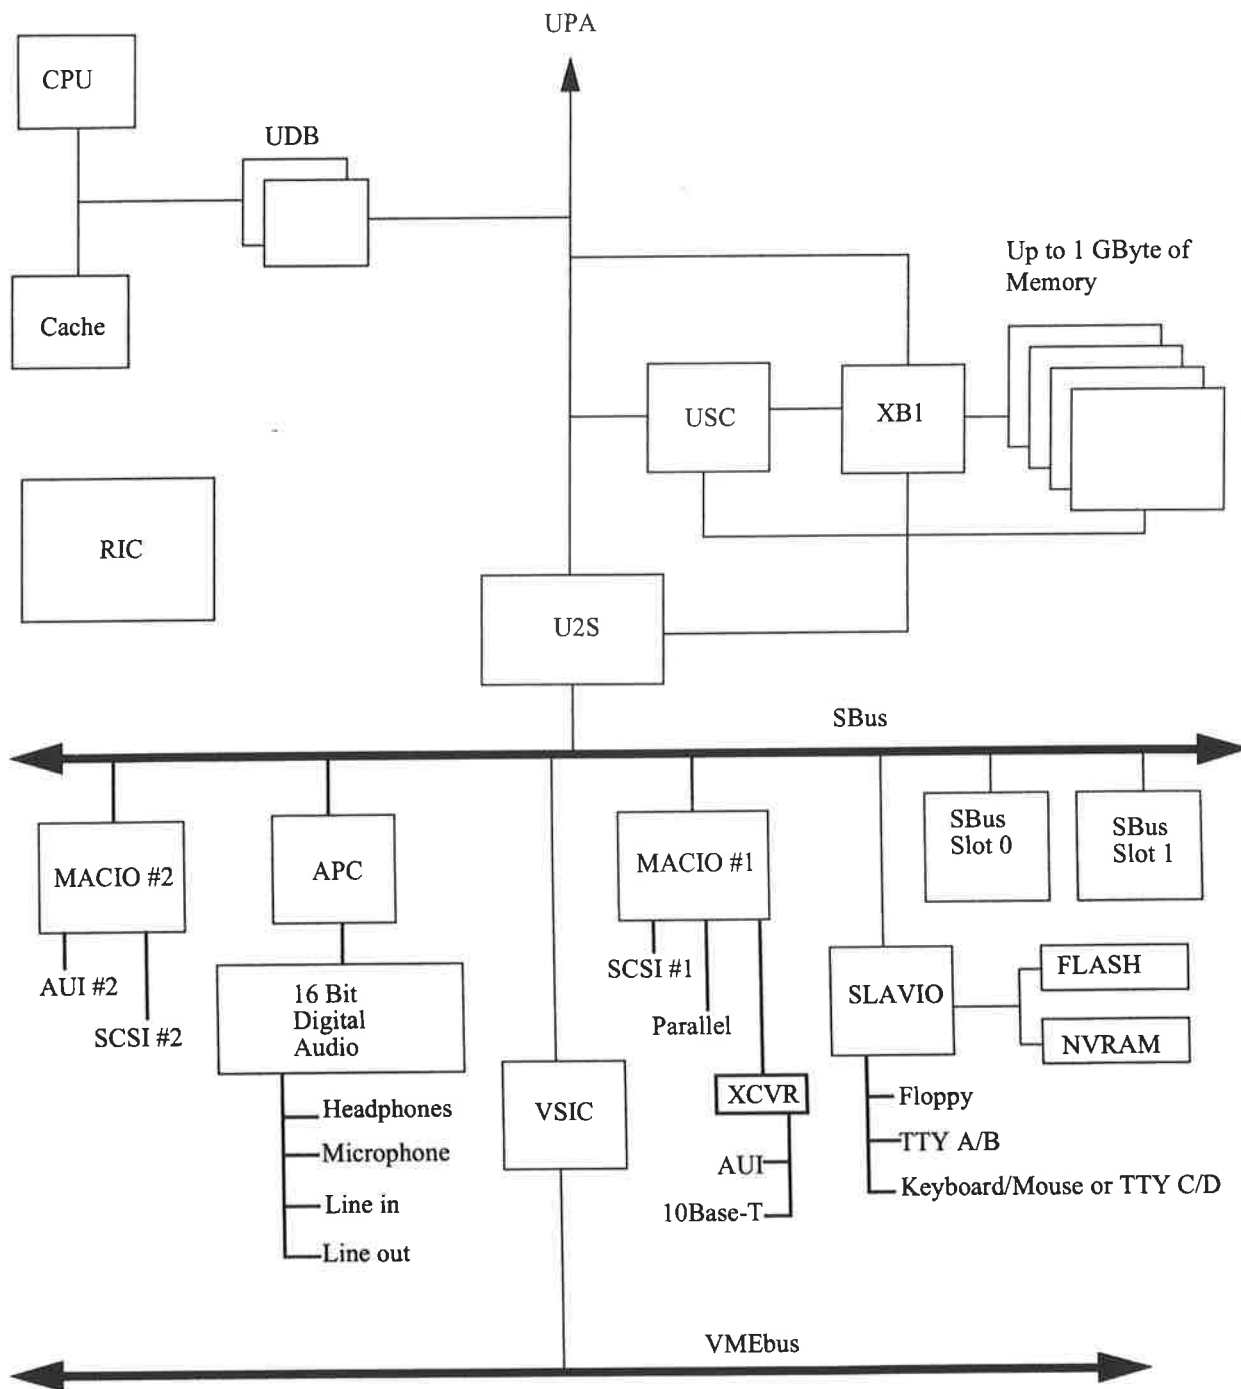 UPA
CPU
UDB
Up to 1 GByte of
Memory
Cache
USC
XB1
RIC
U2S
SBus
MACIO #2
APC
MACIO #1
SBus
Slot 0
SBus
Slot 1
AUI #2
SCSI #2
16 Bit
Digital
Audio
SCSI #1
Parallel
SLAVIO
FLASH
NVRAM
Headphones
Microphone
Line in
Line out
VSIC
XCVR
AUI
10Base-T
Floppy
TTY A/B
Keyboard/Mouse or TTY C/D
VMEbus